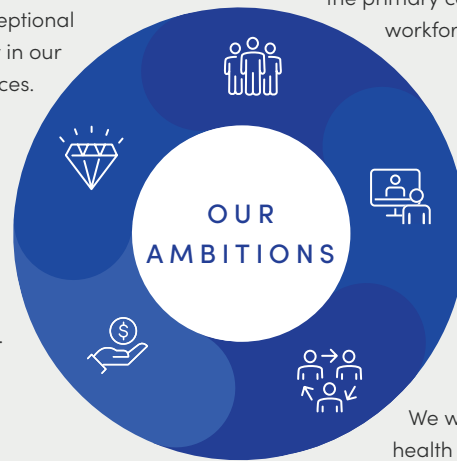 the primary
eptional
workfor
in our
ces.
OUR
AMBITIONS
$
We w
health